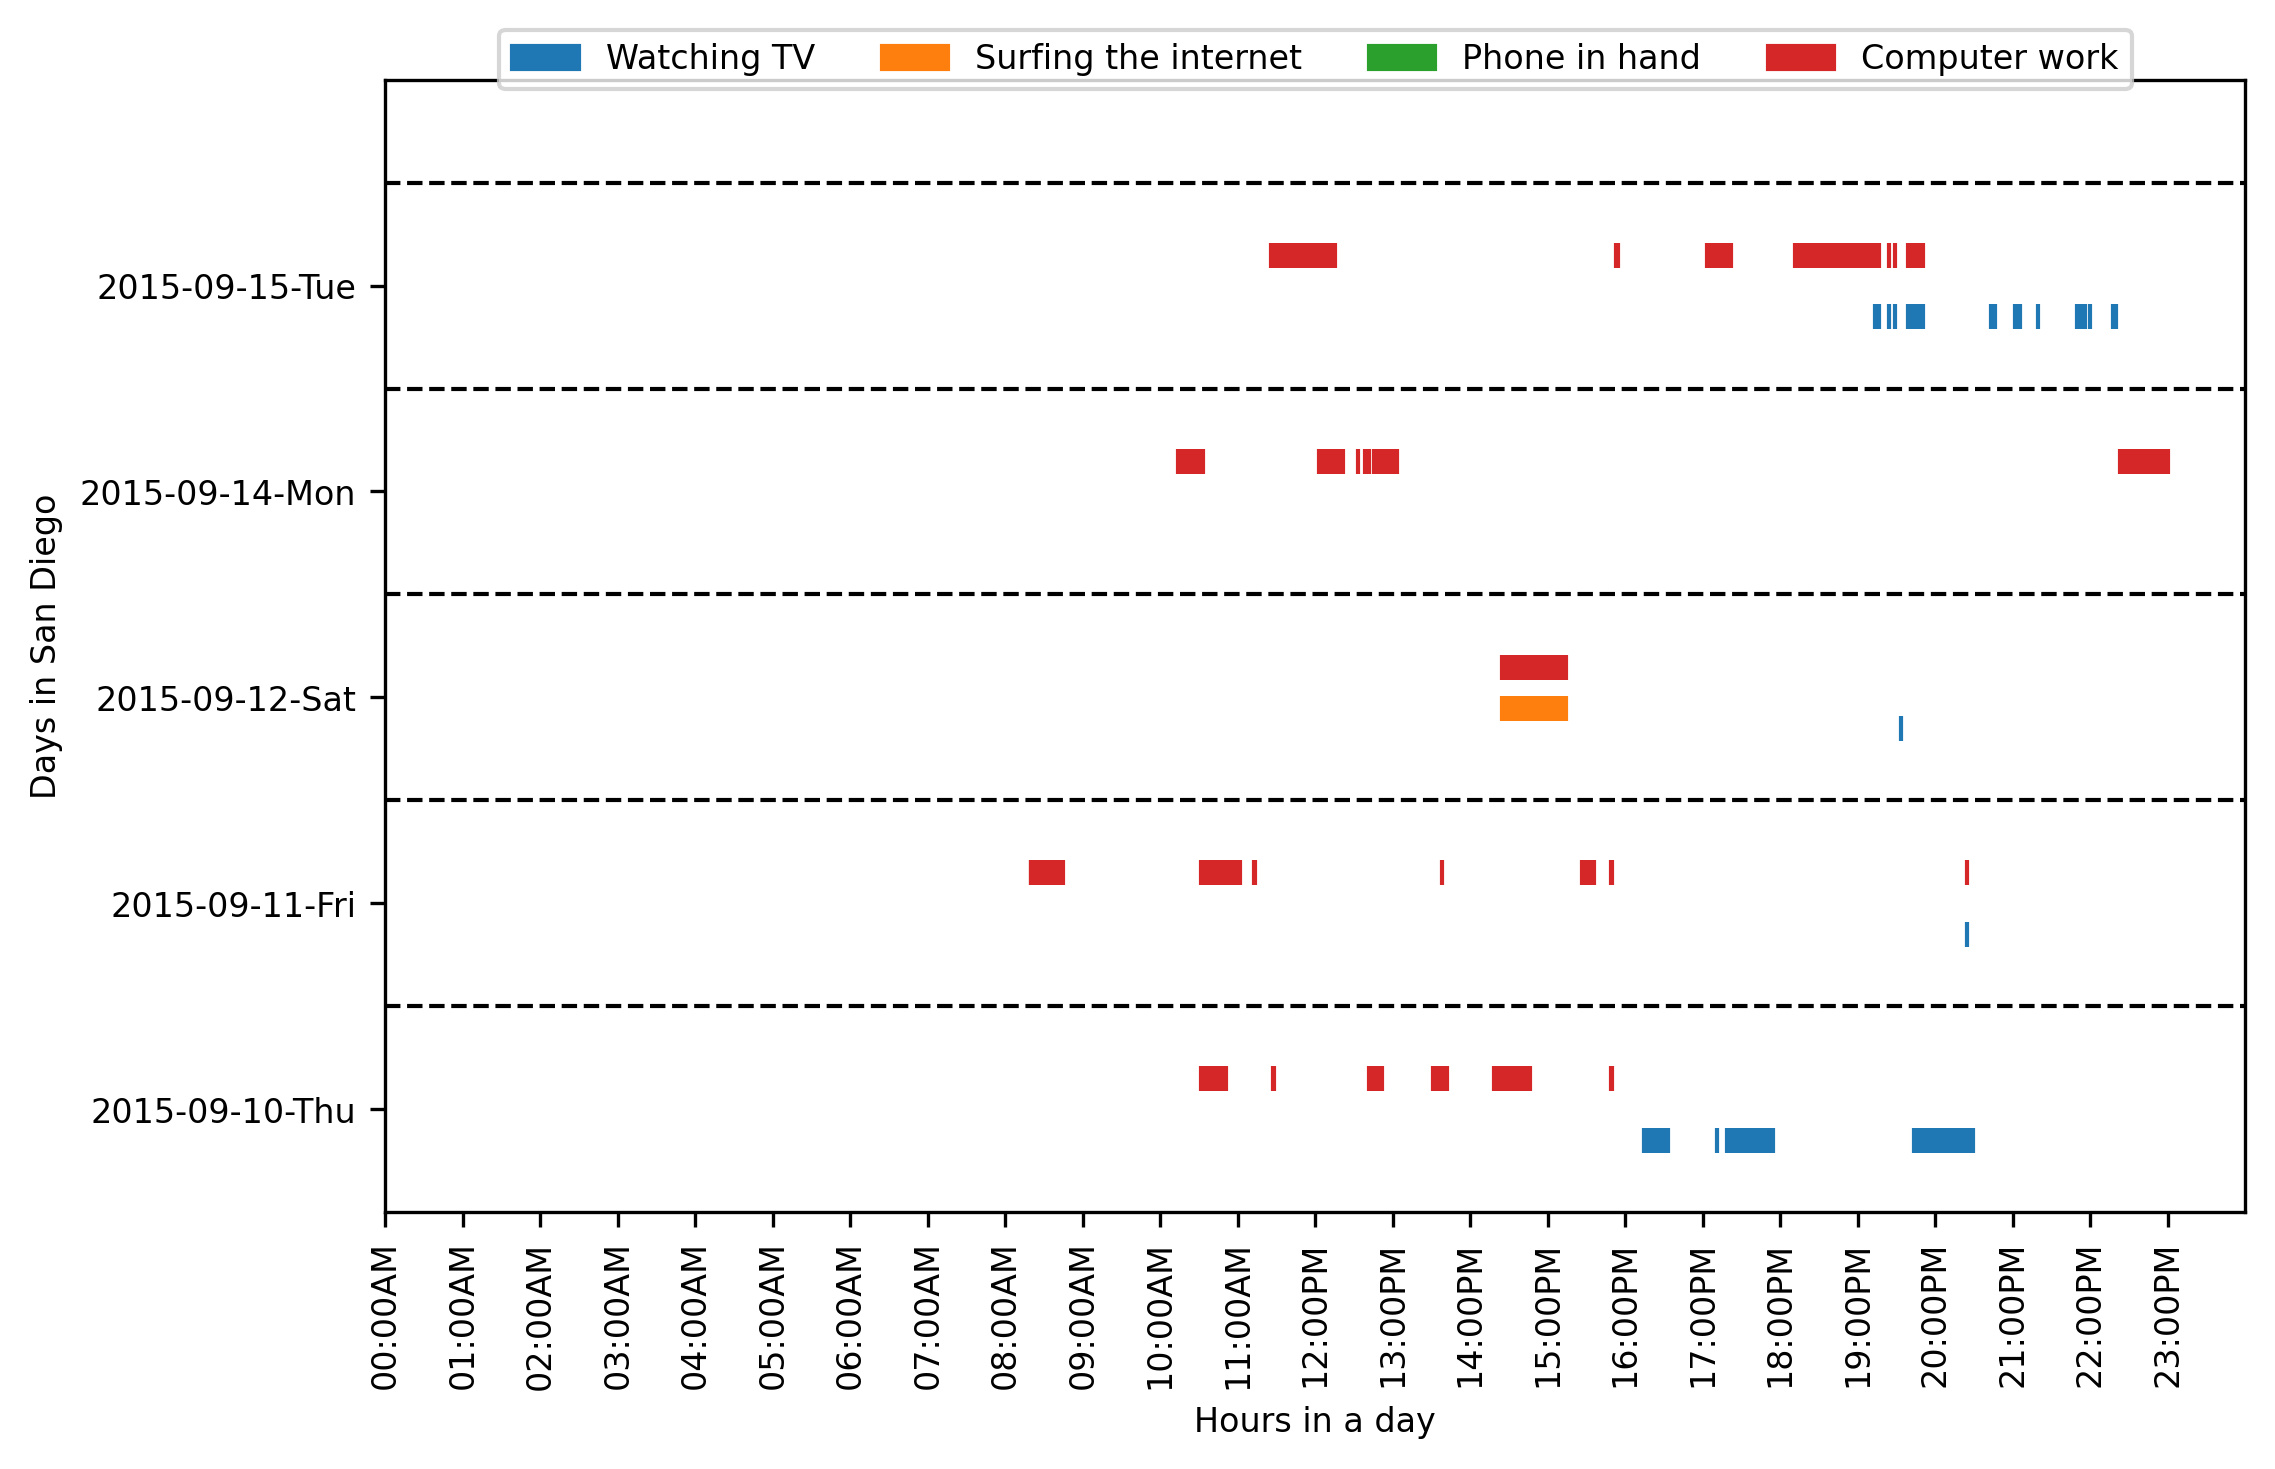 Watching TV
Surfing the internet
Phone in hand
Computer work
2015-09-15-Tue
2015-09-14-Mon
2015-09-12-Sat
2015-09-11-Fri
2015-09-10-Thu
Days in San Diego
00:00AM
01:00AM
02:00AM
03:00AM
04:00AM
05:00AM
06:00AM
07:00AM
08:00AM
09:00AM
10:00AM
11:00AM
12:00PM
13:00PM
14:00PM
15:00PM
16:00PM
17:00PM
18:00PM
19:00PM
20:00PM
21:00PM
22:00PM
23:00PM
Hours in a day